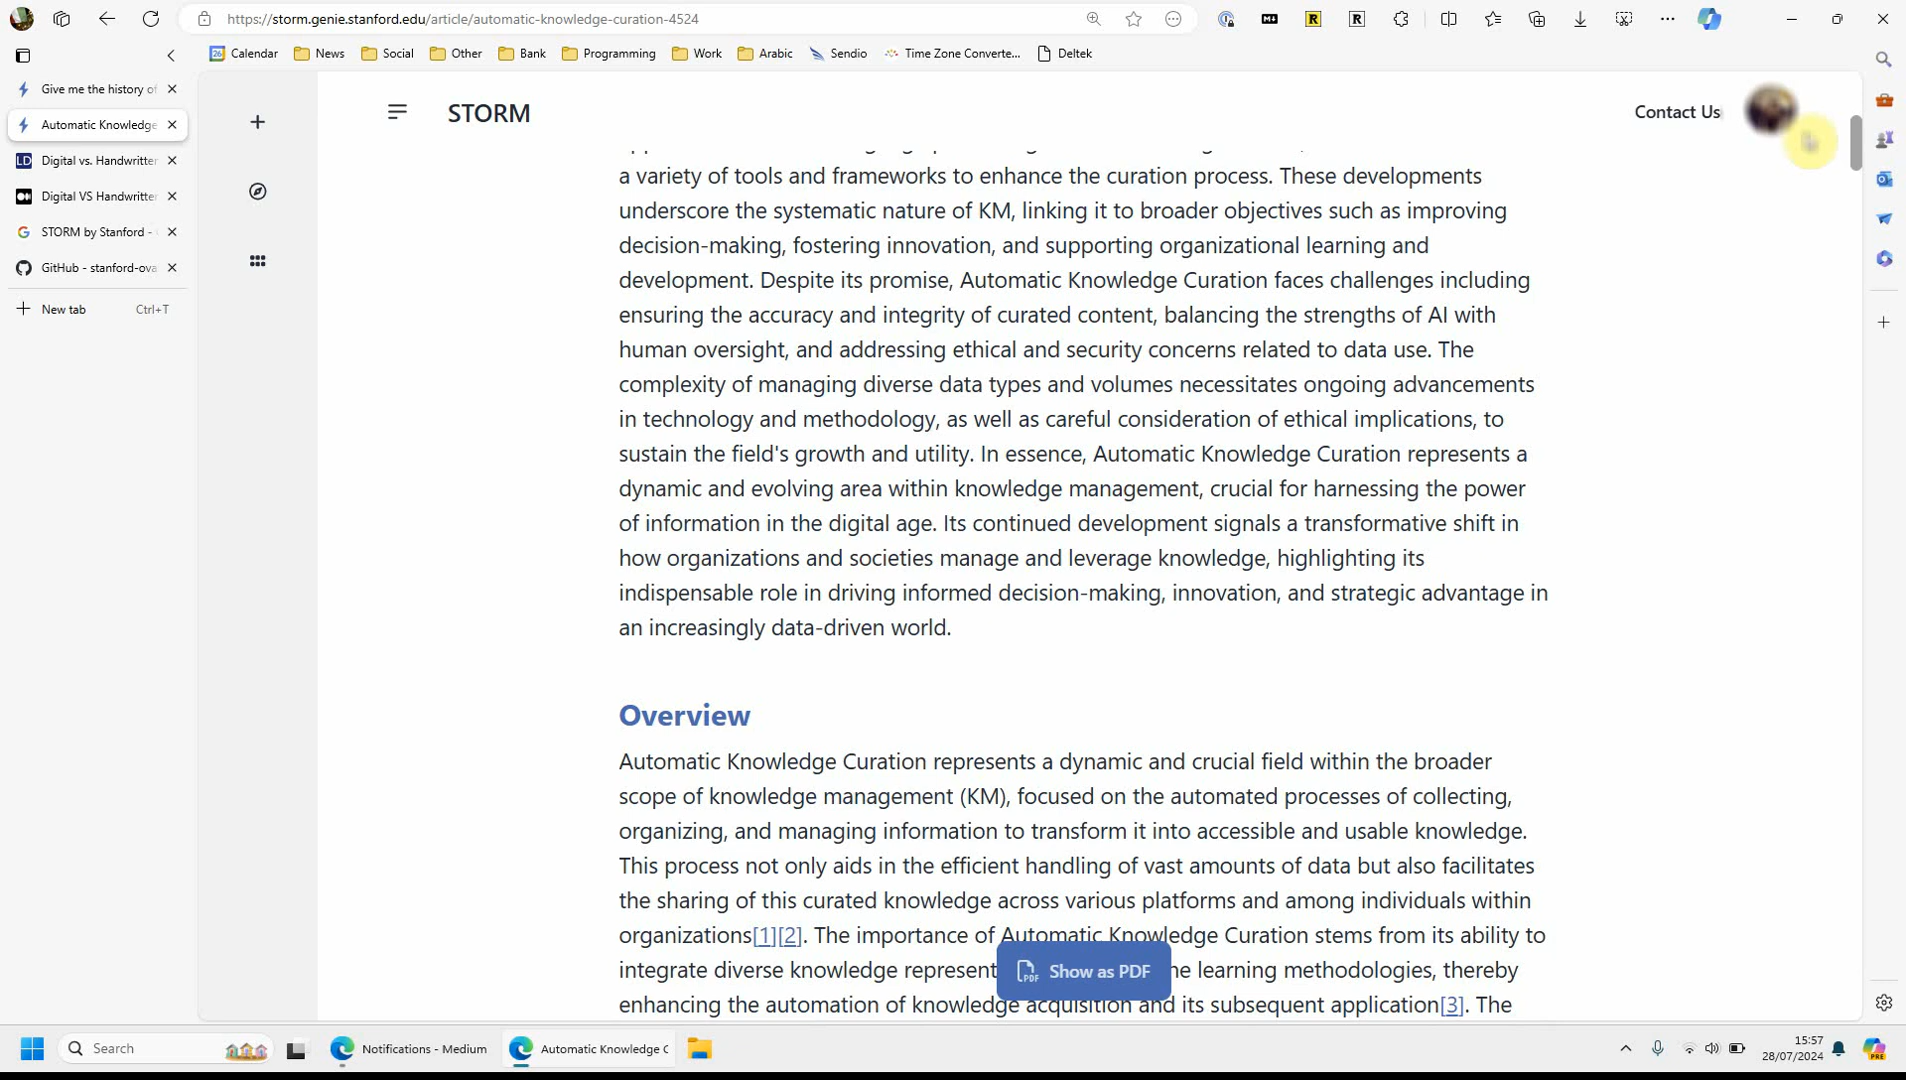 https://storm.genie.stanford.edu/article/automatic-knowledge-curation-4524
Calendar News Social Other Bank Programming Work Arabic Sendio Time Zone Converte... Deltek
Give me the history of
Automatic Knowledge
Digital vs. Handwritten
Digital VS Handwritten
STORM by Stanford -
GitHub - stanford-ova
New tab Ctrl+T
STORM
Contact Us
a variety of tools and frameworks to enhance the curation process. These developments
underscore the systematic nature of KM, linking it to broader objectives such as improving
decision-making, fostering innovation, and supporting organizational learning and
development. Despite its promise, Automatic Knowledge Curation faces challenges including
ensuring the accuracy and integrity of curated content, balancing the strengths of AI with
human oversight, and addressing ethical and security concerns related to data use. The
complexity of managing diverse data types and volumes necessitates ongoing advancements
in technology and methodology, as well as careful consideration of ethical implications, to
sustain the field's growth and utility. In essence, Automatic Knowledge Curation represents a
dynamic and evolving area within knowledge management, crucial for harnessing the power
of information in the digital age. Its continued development signals a transformative shift in
how organizations and societies manage and leverage knowledge, highlighting its
indispensable role in driving informed decision-making, innovation, and strategic advantage in
an increasingly data-driven world.
Overview
Automatic Knowledge Curation represents a dynamic and crucial field within the broader
scope of knowledge management (KM), focused on the automated processes of collecting,
organizing, and managing information to transform it into accessible and usable knowledge.
This process not only aids in the efficient handling of vast amounts of data but also facilitates
the sharing of this curated knowledge across various platforms and among individuals within
organizations[1][2]. The importance of Automatic Knowledge Curation stems from its ability to
integrate diverse knowledge represent he learning methodologies, thereby
Show as PDF
enhancing the automation of knowledge acquisition and its subsequent application[3]. The
Search
Notifications - Medium
Automatic Knowledge C
15:57
28/07/2024